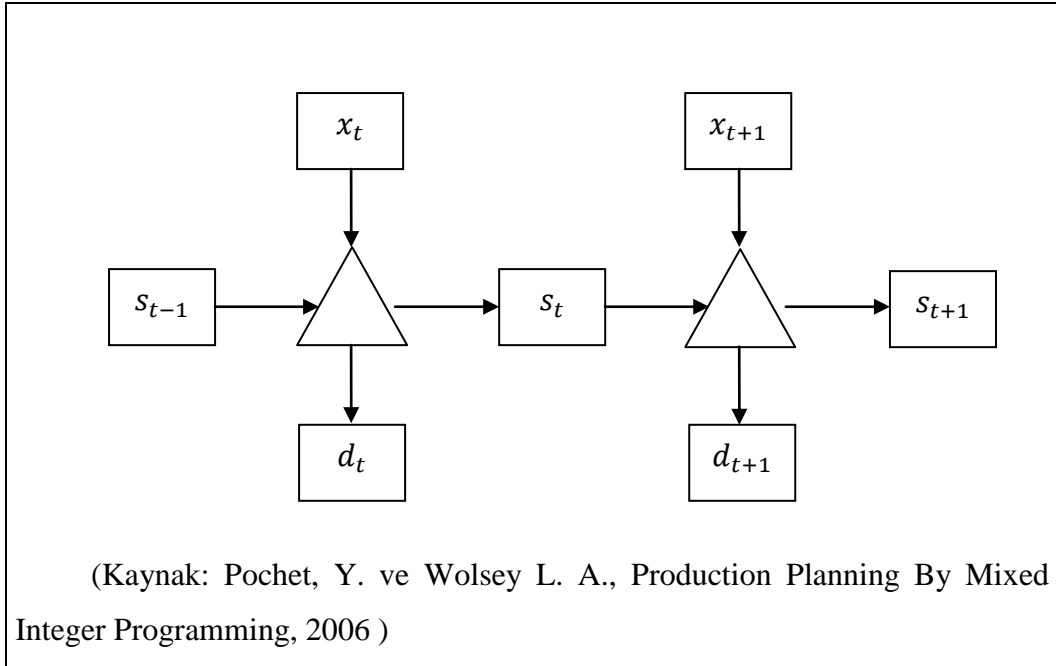 x_t x_{t+1}
s_{t−1} s_t s_{t+1}
d_t d_{t+1}
(Kaynak: Pochet, Y. ve Wolsey L. A., Production Planning By Mixed
Integer Programming, 2006 )